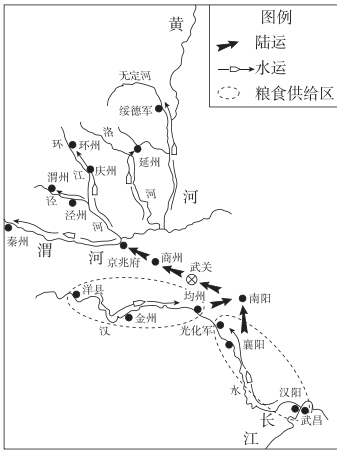 图例
陆运
水运
粮食供给区
黄
河
无定河
绥德军
洛
河
延州
环
江
环州
庆州
渭州
泾
河
泾州
秦州
渭
河
京兆府
商州
武关
洋县
均州
南阳
汉
水
金州
光化军
襄阳
汉阳
武昌
长
江